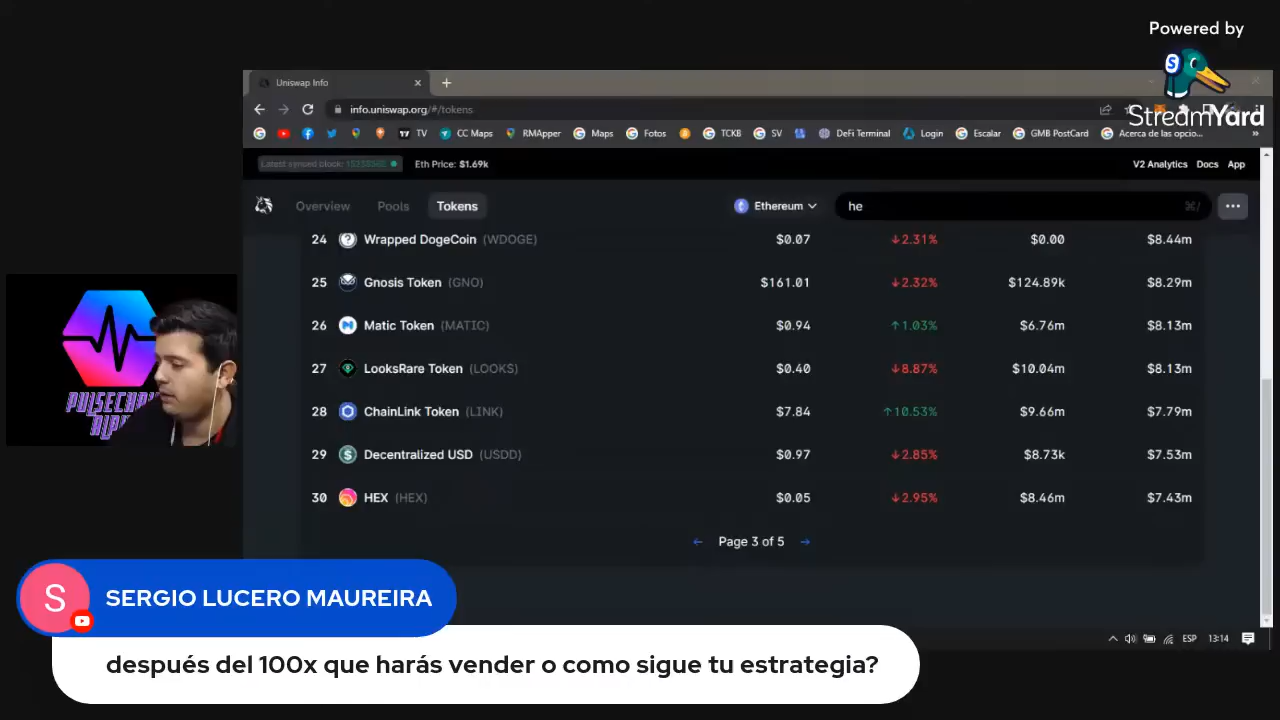 Powered by
StreamYard
Uniswap Info
info.uniswap.org/#/tokens
TV CC Maps RMApper Maps Fotos TCKB SV DeFi Terminal Login Escalar GMB PostCard Acerca de las opcio...
Latest synced block: Eth Price: $1.69k V2 Analytics Docs App
Overview Pools Tokens Ethereum he
24 Wrapped DogeCoin (WDOGE) $0.07 ↓2.31% $0.00 $8.44m
25 Gnosis Token (GNO) $161.01 ↓2.32% $124.89k $8.29m
26 Matic Token (MATIC) $0.94 ↑1.03% $6.76m $8.13m
27 LooksRare Token (LOOKS) $0.40 ↓8.87% $10.04m $8.13m
28 ChainLink Token (LINK) $7.84 ↑10.53% $9.66m $7.79m
29 Decentralized USD (USDD) $0.97 ↓2.85% $8.73k $7.53m
30 HEX (HEX) $0.05 ↓2.95% $8.46m $7.43m
← Page 3 of 5 →
ESP 13:14
S SERGIO LUCERO MAUREIRA
después del 100x que harás vender o como sigue tu estrategia?